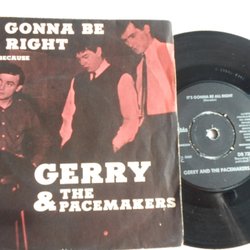 GONNA BE
RIGHT
BECAUSE
GERRY
& THE
PACEMAKERS
IT'S GONNA BE ALL RIGHT
GERRY AND THE PACEMAKERS